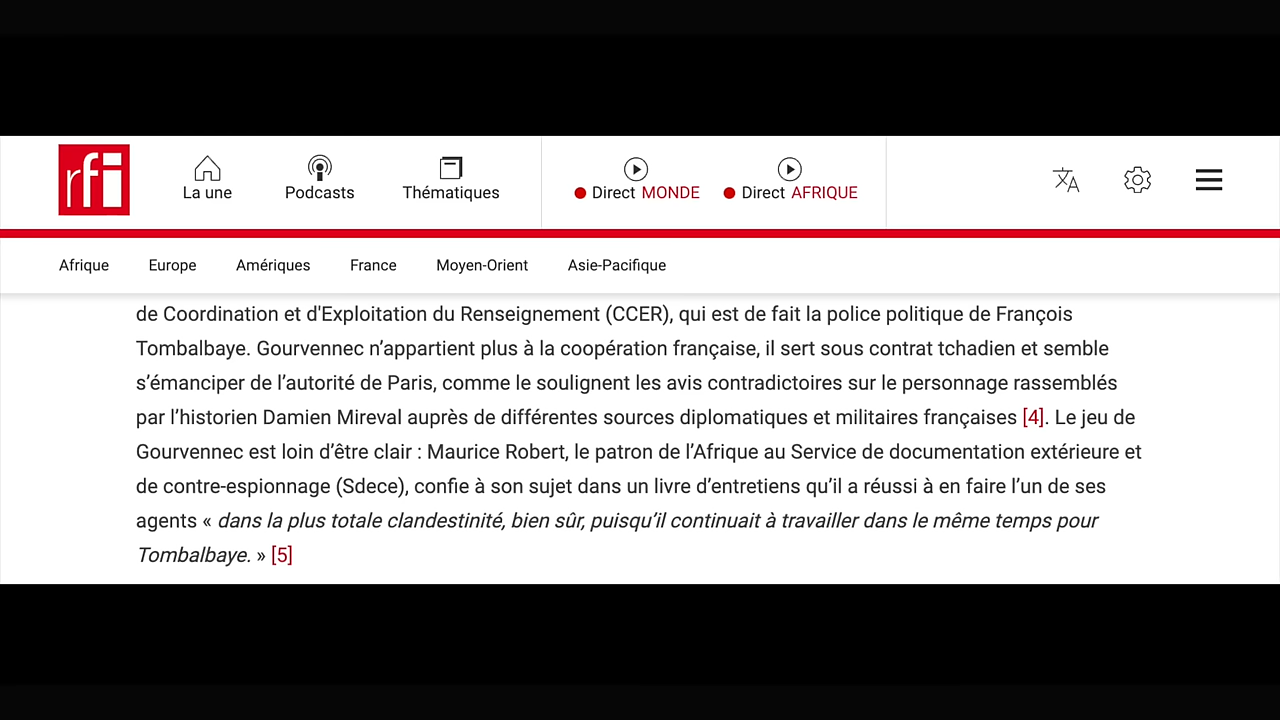 rfi
La une
Podcasts
Thématiques
Direct MONDE
Direct AFRIQUE
Afrique
Europe
Amériques
France
Moyen-Orient
Asie-Pacifique
de Coordination et d'Exploitation du Renseignement (CCER), qui est de fait la police politique de François
Tombalbaye. Gourvennec n’appartient plus à la coopération française, il sert sous contrat tchadien et semble
s’émanciper de l’autorité de Paris, comme le soulignent les avis contradictoires sur le personnage rassemblés
par l’historien Damien Mireval auprès de différentes sources diplomatiques et militaires françaises [4]. Le jeu de
Gourvennec est loin d’être clair : Maurice Robert, le patron de l’Afrique au Service de documentation extérieure et
de contre-espionnage (Sdece), confie à son sujet dans un livre d’entretiens qu’il a réussi à en faire l’un de ses
agents « dans la plus totale clandestinité, bien sûr, puisqu’il continuait à travailler dans le même temps pour
Tombalbaye. » [5]